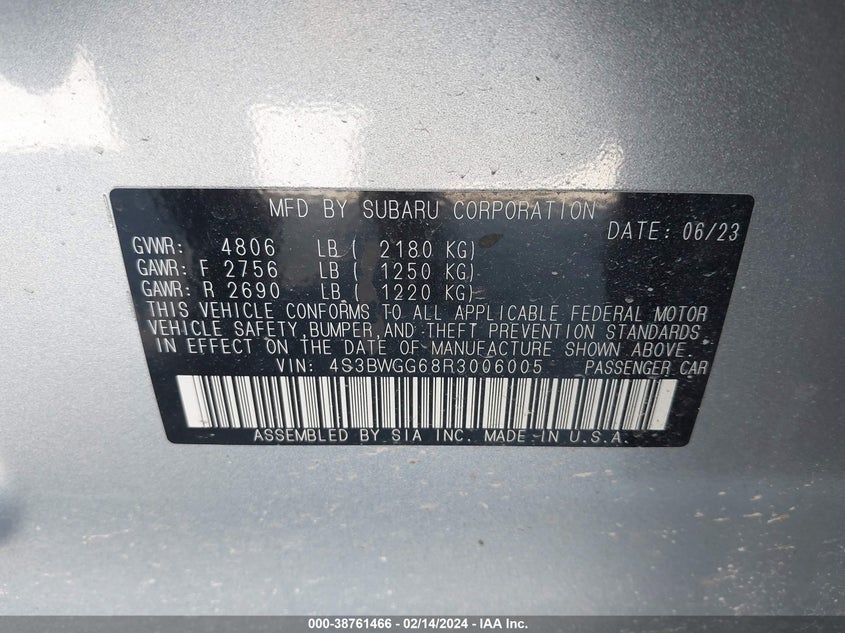 MFD BY SUBARU CORPORATION
DATE: 06/23
GVWR: 4806 LB ( 2180 KG)
GAWR: F 2756 LB ( 1250 KG)
GAWR: R 2690 LB ( 1220 KG)
THIS VEHICLE CONFORMS TO ALL APPLICABLE FEDERAL MOTOR
VEHICLE SAFETY, BUMPER, AND THEFT PREVENTION STANDARDS
IN EFFECT ON THE DATE OF MANUFACTURE SHOWN ABOVE.
VIN: 4S3BWGG68R3006005 PASSENGER CAR
ASSEMBLED BY SIA INC. MADE IN U.S.A.
000-38761466 - 02/14/2024 - IAA Inc.